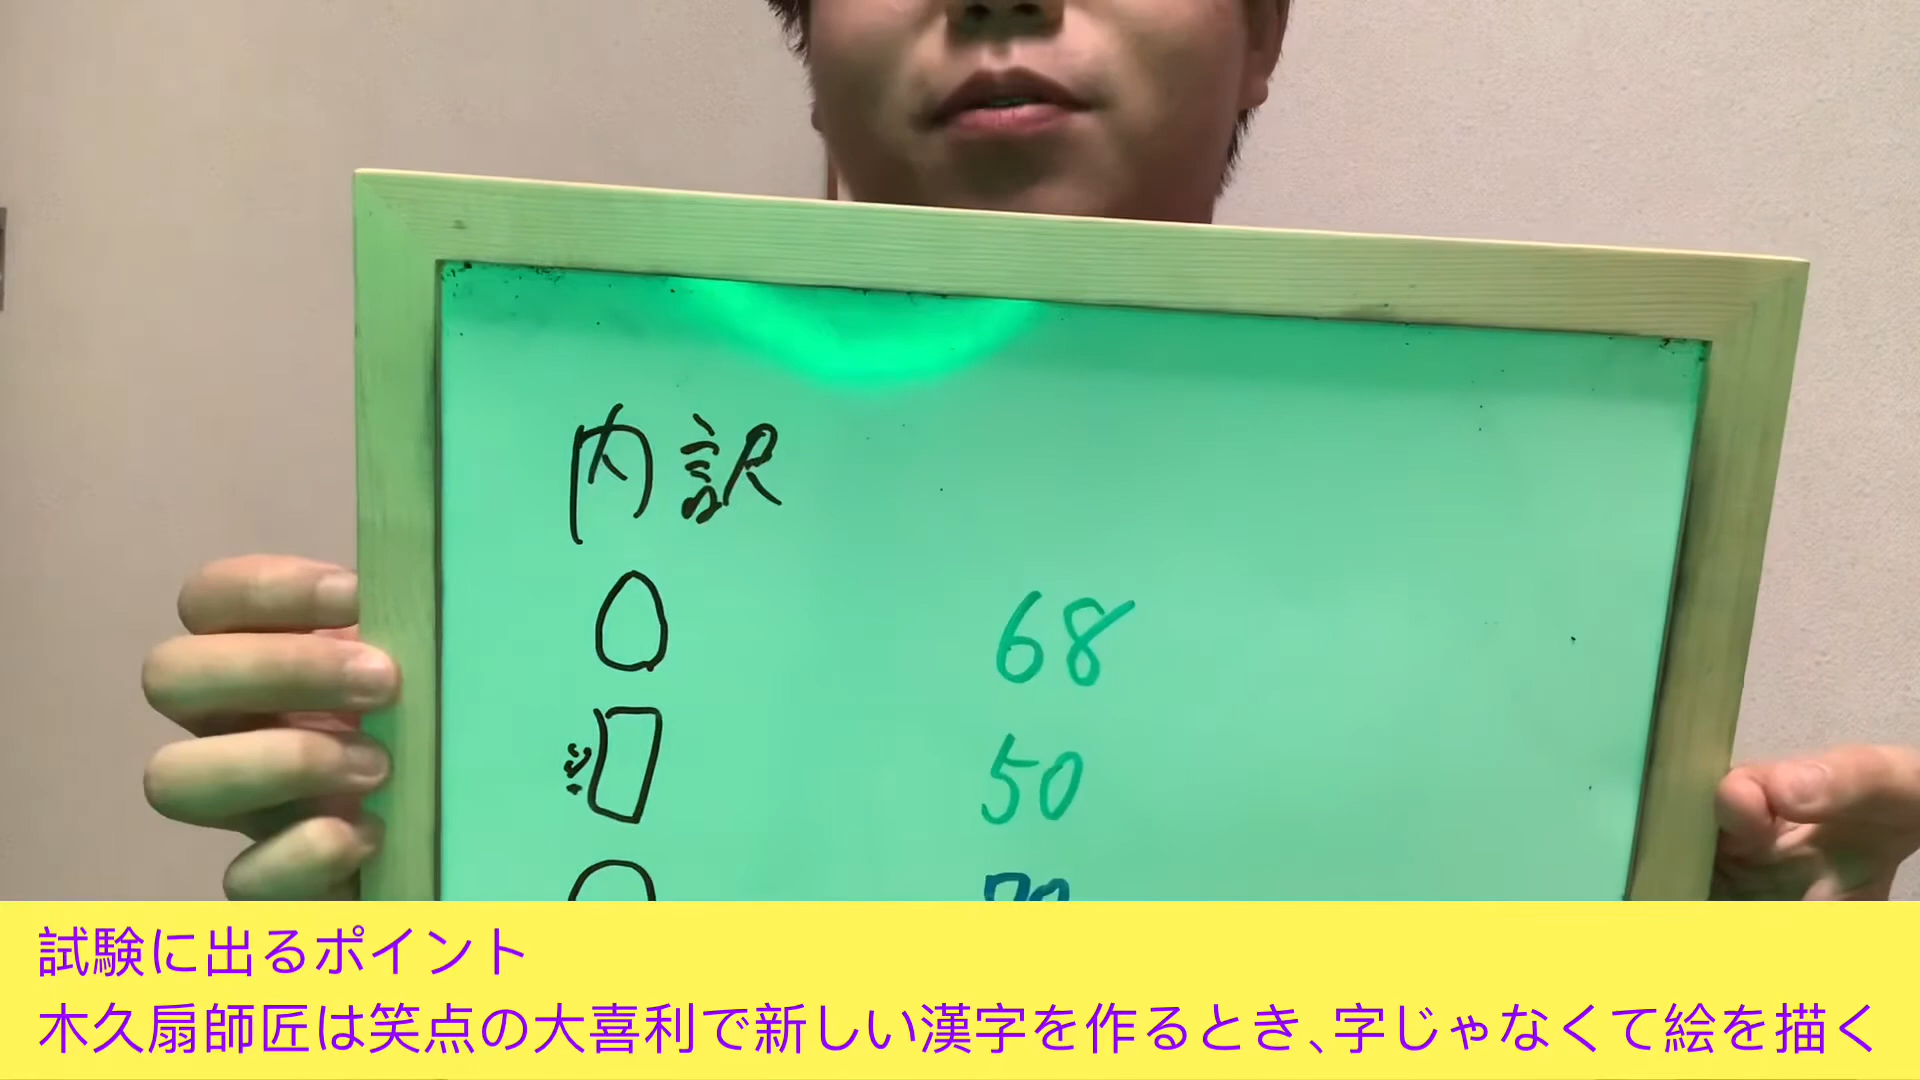 内訳
68
50
試験に出るポイント
木久扇師匠は笑点の大喜利で新しい漢字を作るとき､字じゃなくて絵を描く